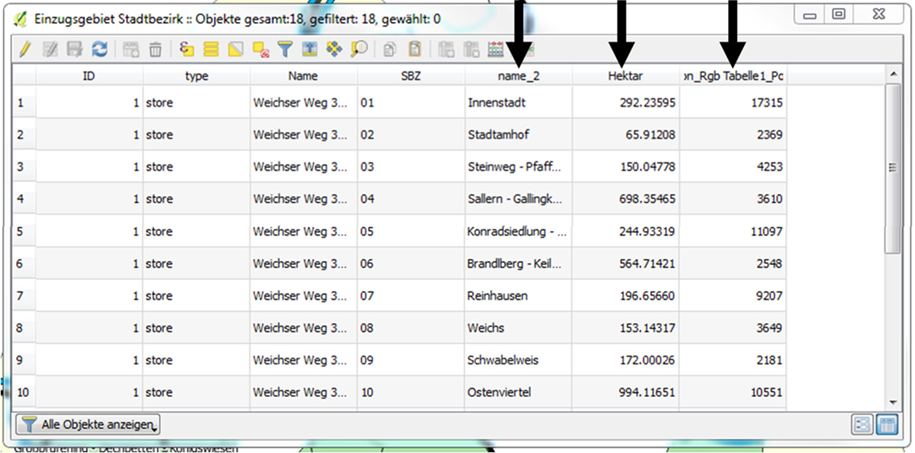 Einzugsgebiet Stadtbezirk :: Objekte gesamt:18, gefiltert: 18, gewählt: 0
ID type Name SBZ name_2 Hektar on_Rgb Tabelle1_Pc
1 1 store Weichser Weg 3... 01 Innenstadt 292.23595 17315
2 1 store Weichser Weg 3... 02 Stadtamhof 65.91208 2369
3 1 store Weichser Weg 3... 03 Steinweg - Pfaff... 150.04778 4253
4 1 store Weichser Weg 3... 04 Sallern - Gallingk... 698.35465 3610
5 1 store Weichser Weg 3... 05 Konradsiedlung - ... 244.93319 11097
6 1 store Weichser Weg 3... 06 Brandlberg - Keil... 564.71421 2548
7 1 store Weichser Weg 3... 07 Reinhausen 196.65660 9207
8 1 store Weichser Weg 3... 08 Weichs 153.14317 3649
9 1 store Weichser Weg 3... 09 Schwabelweis 172.00026 2181
10 1 store Weichser Weg 3... 10 Ostenviertel 994.11651 10551
Alle Objekte anzeigen
Großprüfening - Dechbetten - Königswiesen